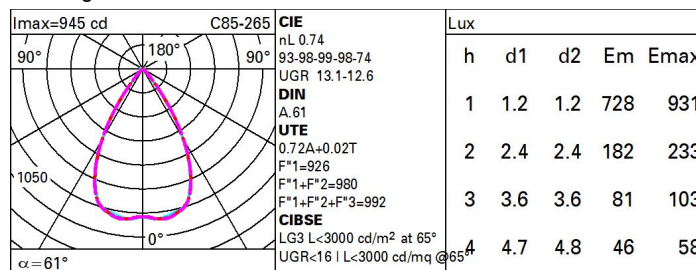 Imax=945 cd C85-265
90° 180° 90°
1050
0°
α=61°
CIE
nL 0.74
93-98-99-98-74
UGR 13.1-12.6
DIN
A.61
UTE
0.72A+0.02T
F"1=926
F"1+F"2=980
F"1+F"2+F"3=992
CIBSE
LG3 L<3000 cd/m² at 65°
UGR<16 | L<3000 cd/mq @65°
Lux
h d1 d2 Em Emax
1 1.2 1.2 728 931
2 2.4 2.4 182 233
3 3.6 3.6 81 103
4 4.7 4.8 46 58